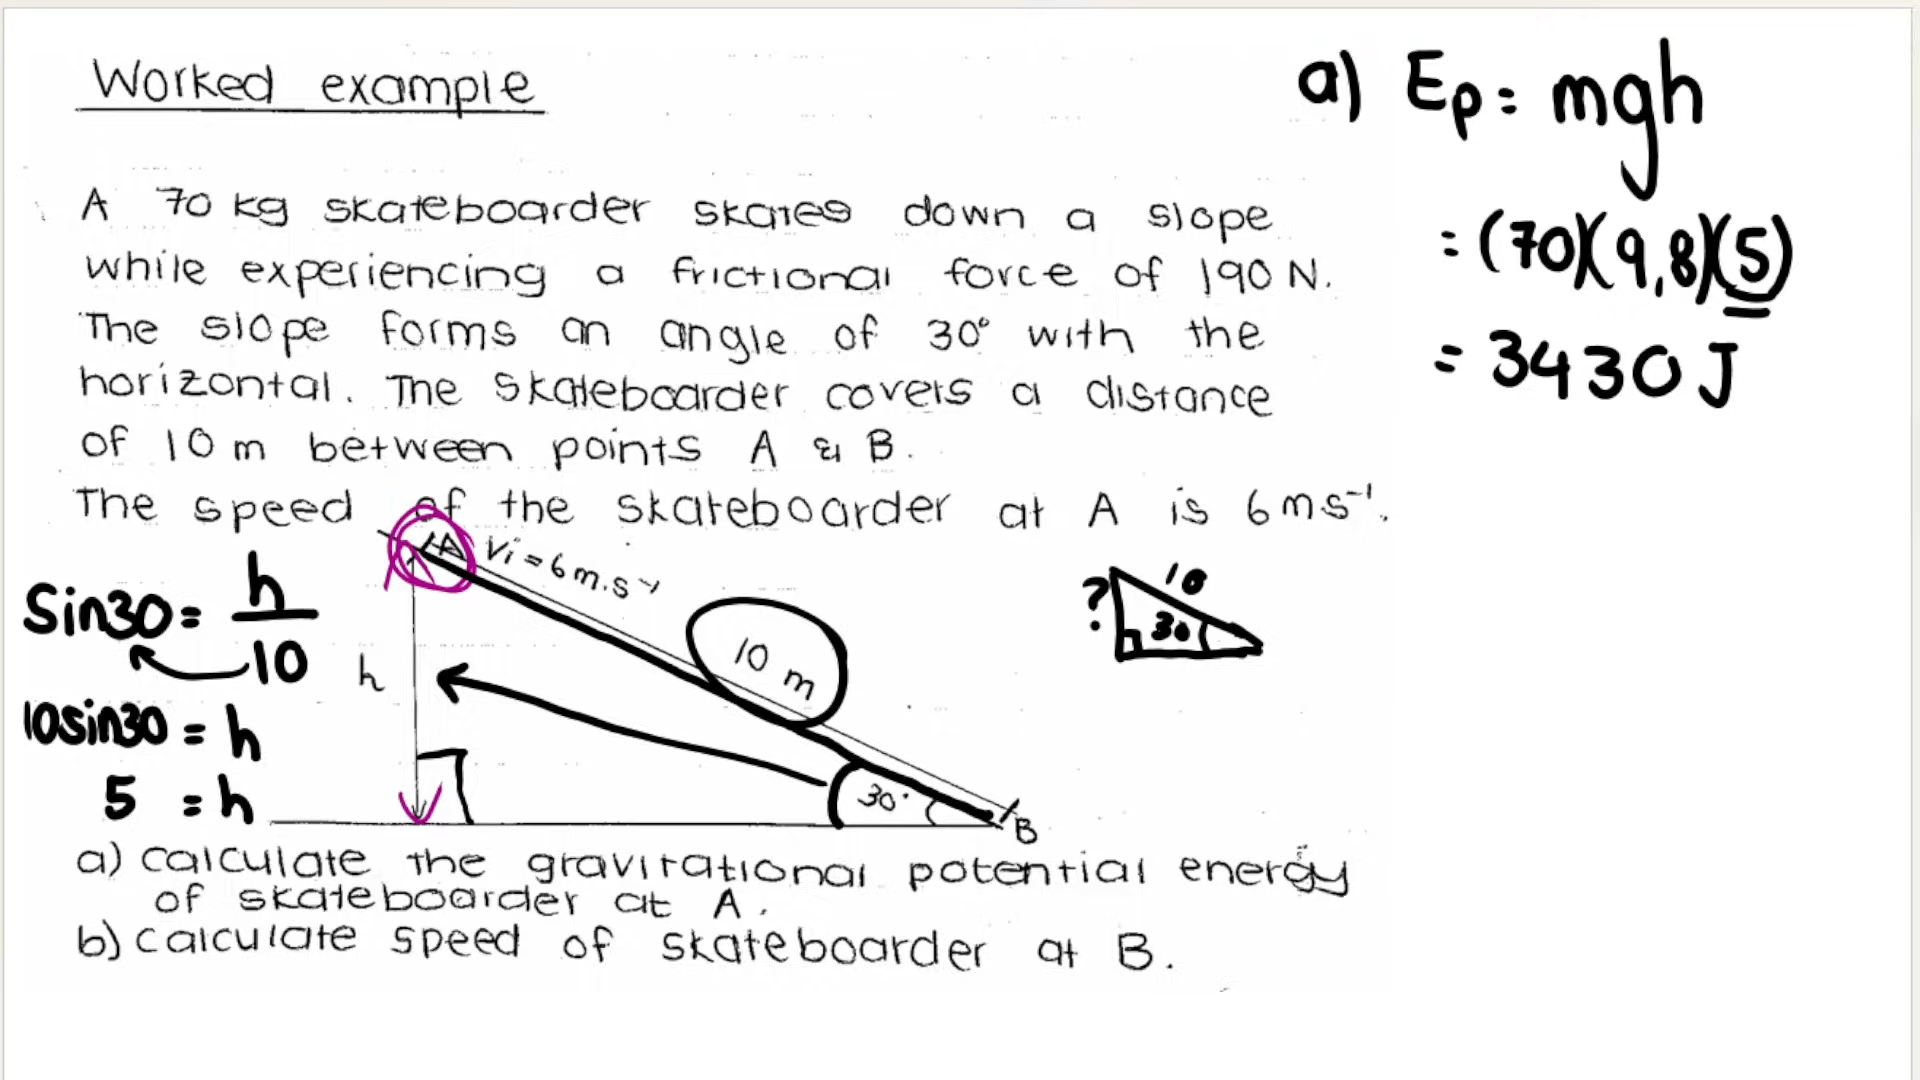 Worked example
A 70 kg skateboarder skates down a slope
while experiencing a frictional force of 190 N.
The slope forms an angle of 30° with the
horizontal. The skateboarder covers a distance
of 10 m between points A & B.
The speed of the skateboarder at A is 6 m s⁻¹.
A Vi = 6 m.s⁻¹
10 m
h
30°
B
Sin30 = h/10
10sin30 = h
5 = h
? 10
30
a) calculate the gravitational potential energy
of skateboarder at A.
b) calculate speed of skateboarder at B.
a) Ep = mgh
= (70)(9,8)(5)
= 3430 J